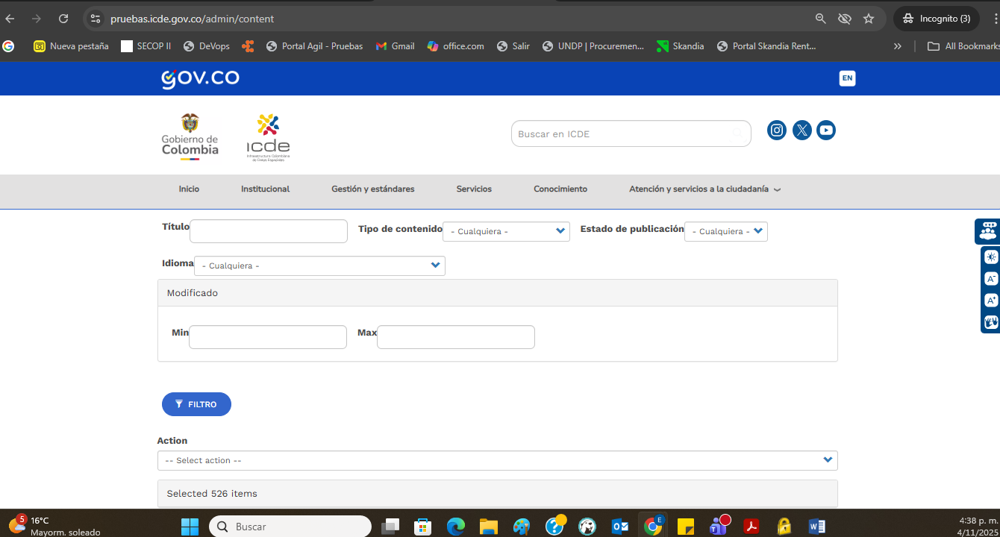 pruebas.icde.gov.co/admin/content
Incognito (3)
Nueva pestaña
SECOP II
DeVops
Portal Agil - Pruebas
Gmail
office.com
Salir
UNDP | Procuremen...
Skandia
Portal Skandia Rent...
»
All Bookmarks
GOV.CO
EN
Gobierno de
Colombia
icde
Infraestructura Colombiana
de Datos Espaciales
Buscar en ICDE
Inicio
Institucional
Gestión y estándares
Servicios
Conocimiento
Atención y servicios a la ciudadanía
Título
Tipo de contenido
- Cualquiera -
Estado de publicación
- Cualquiera -
Idioma
- Cualquiera -
A-
A+
Modificado
Min
Max
FILTRO
Action
-- Select action --
Selected 526 items
5
16°C
Mayorm. soleado
Buscar
E
4:38 p. m.
4/11/2025